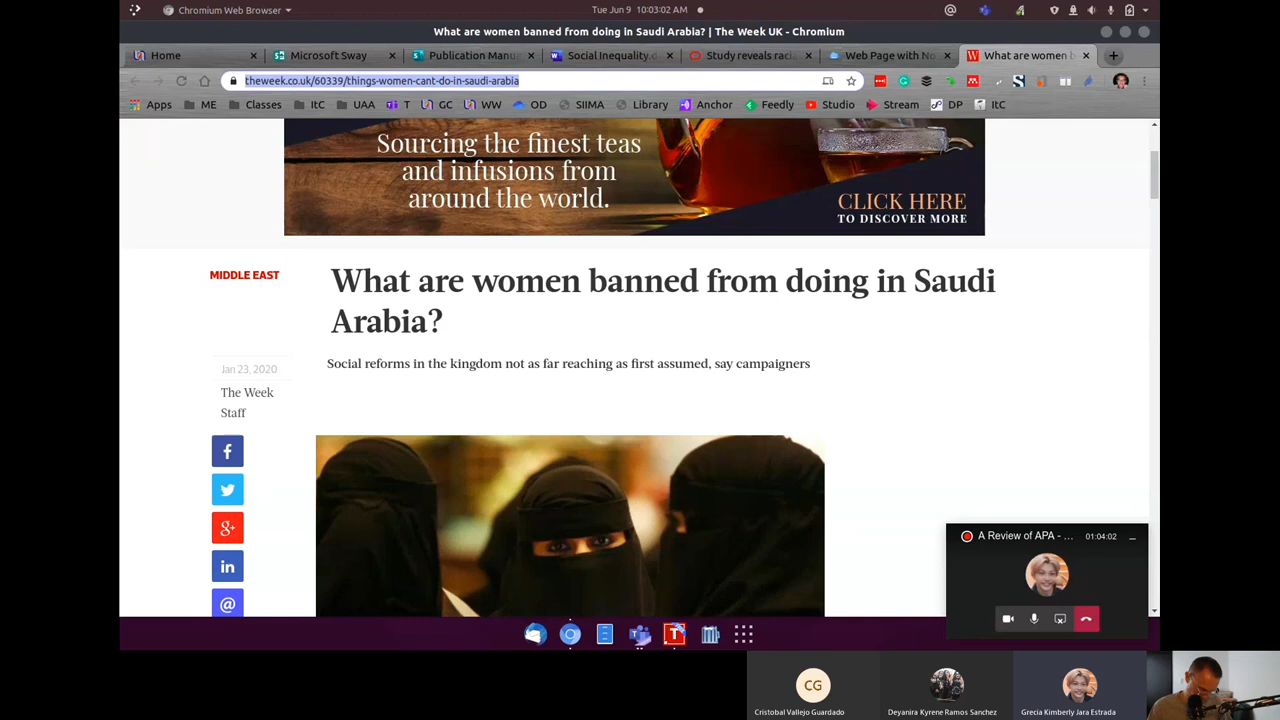 Chromium Web Browser
Tue Jun 9 10:03:02 AM
What are women banned from doing in Saudi Arabia? | The Week UK - Chromium
Home
Microsoft Sway
Publication Manua
Social Inequality.d
Study reveals racia
Web Page with No
What are women b
theweek.co.uk/60339/things-women-cant-do-in-saudi-arabia
Apps ME Classes ItC UAA T GC WW OD SIIMA Library Anchor Feedly Studio Stream DP ItC
Sourcing the finest teas
and infusions from
around the world.
CLICK HERE
TO DISCOVER MORE
MIDDLE EAST
What are women banned from doing in Saudi
Arabia?
Social reforms in the kingdom not as far reaching as first assumed, say campaigners
Jan 23, 2020
The Week
Staff
A Review of APA - ...
01:04:02
CG
Cristobal Vallejo Guardado
Deyanira Kyrene Ramos Sanchez
Grecia Kimberly Jara Estrada